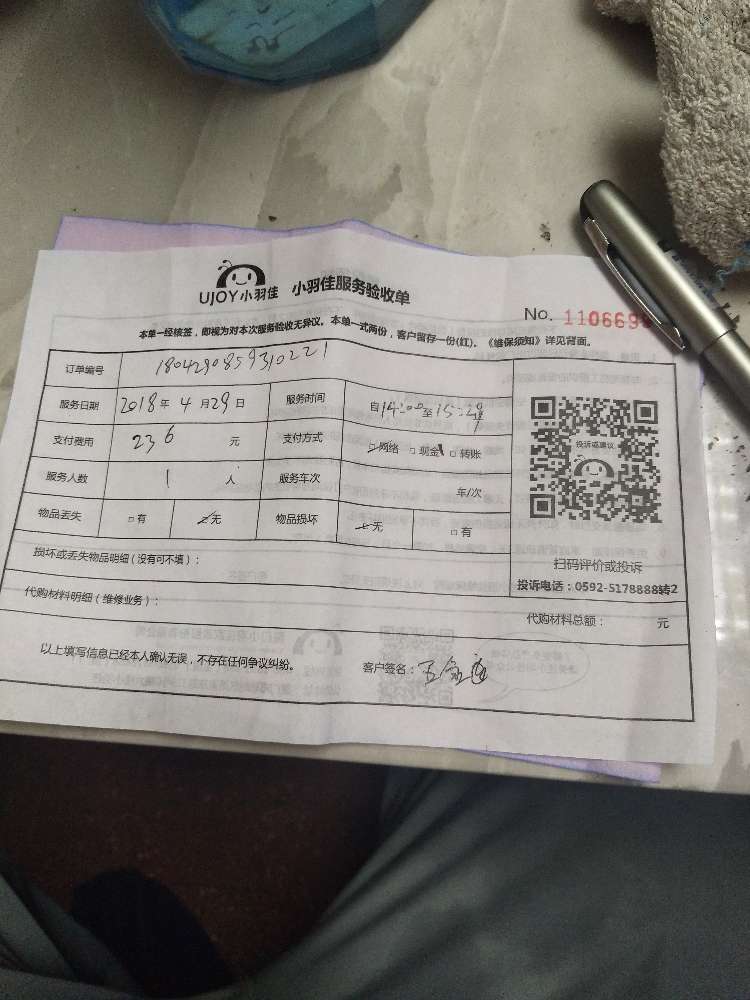 UJOY小羽佳 小羽佳服务验收单
No. 110669
本单一经核签，即视为对本次服务验收无异议。本单一式两份，客户留存一份(红)。《维保须知》详见背面。
订单编号 180429085930221
服务日期 2018年 4 月 29 日 服务时间 自14:00至15:
支付费用 236 元 支付方式 网络 现金 转账
服务人数 1 人 服务车次 车/次
物品丢失 有 无 物品损坏 无 有
投诉或建议
扫码评价或投诉
投诉电话：0592-5178888转2
损坏或丢失物品明细（没有可不填）：
代购材料明细（维修业务）：
代购材料总额： 元
以上填写信息已经本人确认无误，不存在任何争议纠纷。 客户签名：